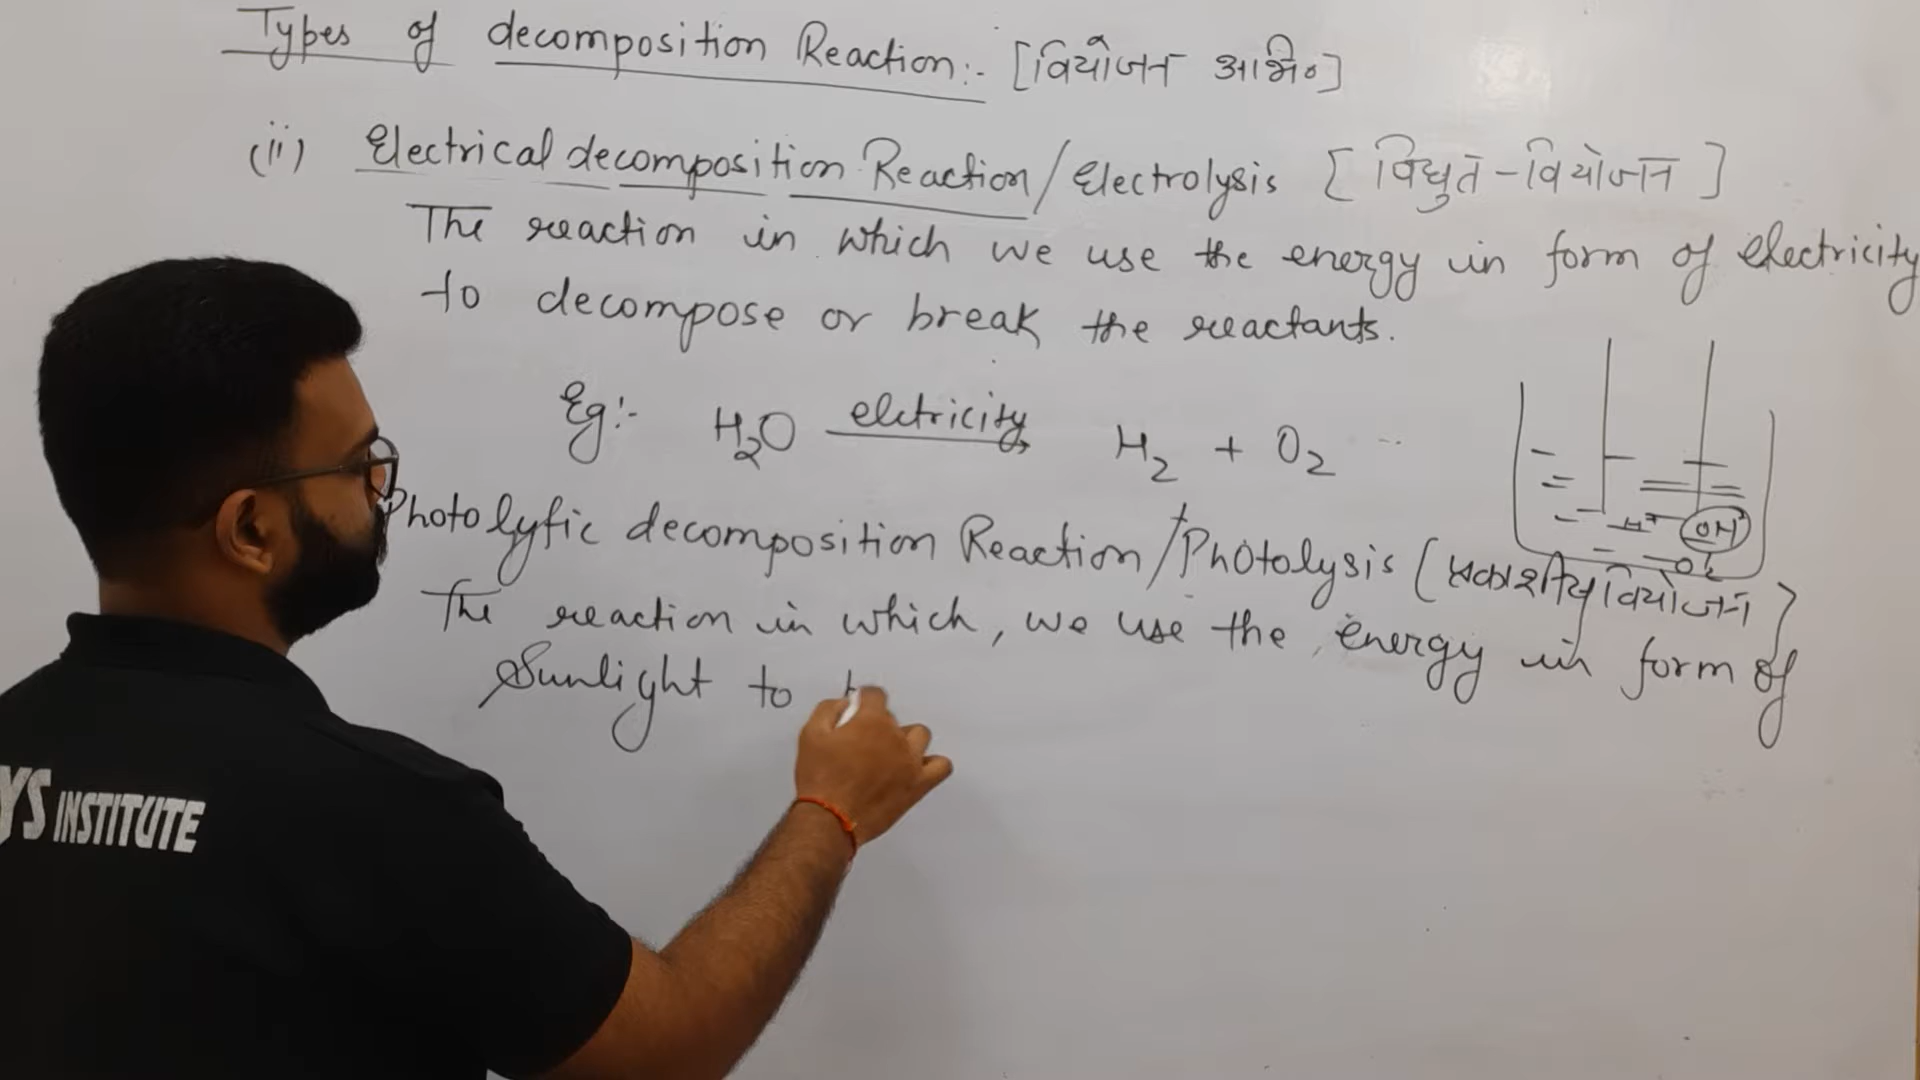 Types of decomposition Reaction:- [वियोजन अभि०]
(ii) Electrical decomposition Reaction/Electrolysis [विधुत-वियोजन]
The reaction in which we use the energy in form of electricity
to decompose or break the reactants.
Eg:- H2O eletricity H2 + O2
H+ OH-
Photolytic decomposition Reaction/Photolysis (प्रकाशीय वियोजन)
The reaction in which, we use the energy in form of
Sunlight to
YS INSTITUTE